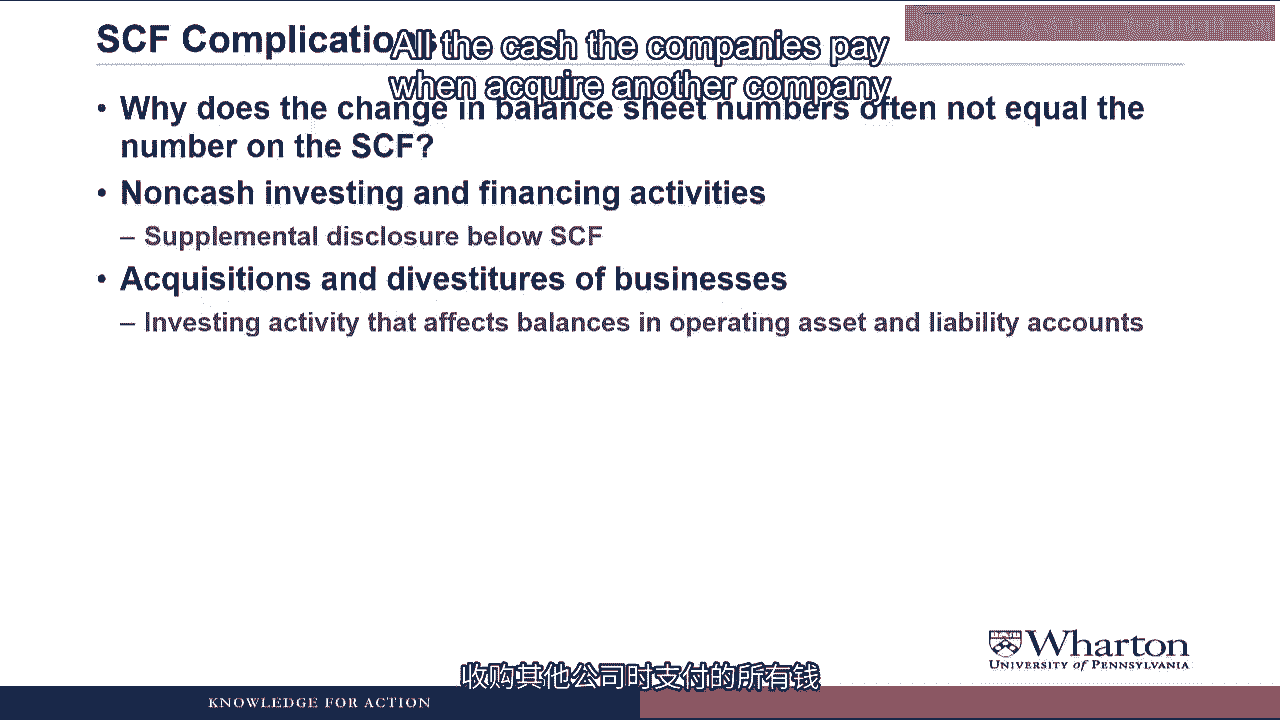 SCF Complications
All the cash the companies pay
when acquire another company
• Why does the change in balance sheet numbers often not equal the
number on the SCF?
• Noncash investing and financing activities
– Supplemental disclosure below SCF
• Acquisitions and divestitures of businesses
– Investing activity that affects balances in operating asset and liability accounts
Wharton
UNIVERSITY of PENNSYLVANIA
收购其他公司时支付的所有钱
KNOWLEDGE FOR ACTION